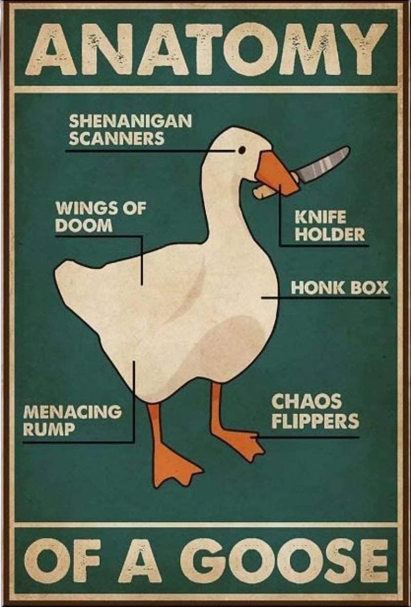 ANATOMY
SHENANIGAN
SCANNERS
WINGS OF
DOOM
KNIFE
HOLDER
HONK BOX
MENACING
RUMP
CHAOS
FLIPPERS
OF A GOOSE